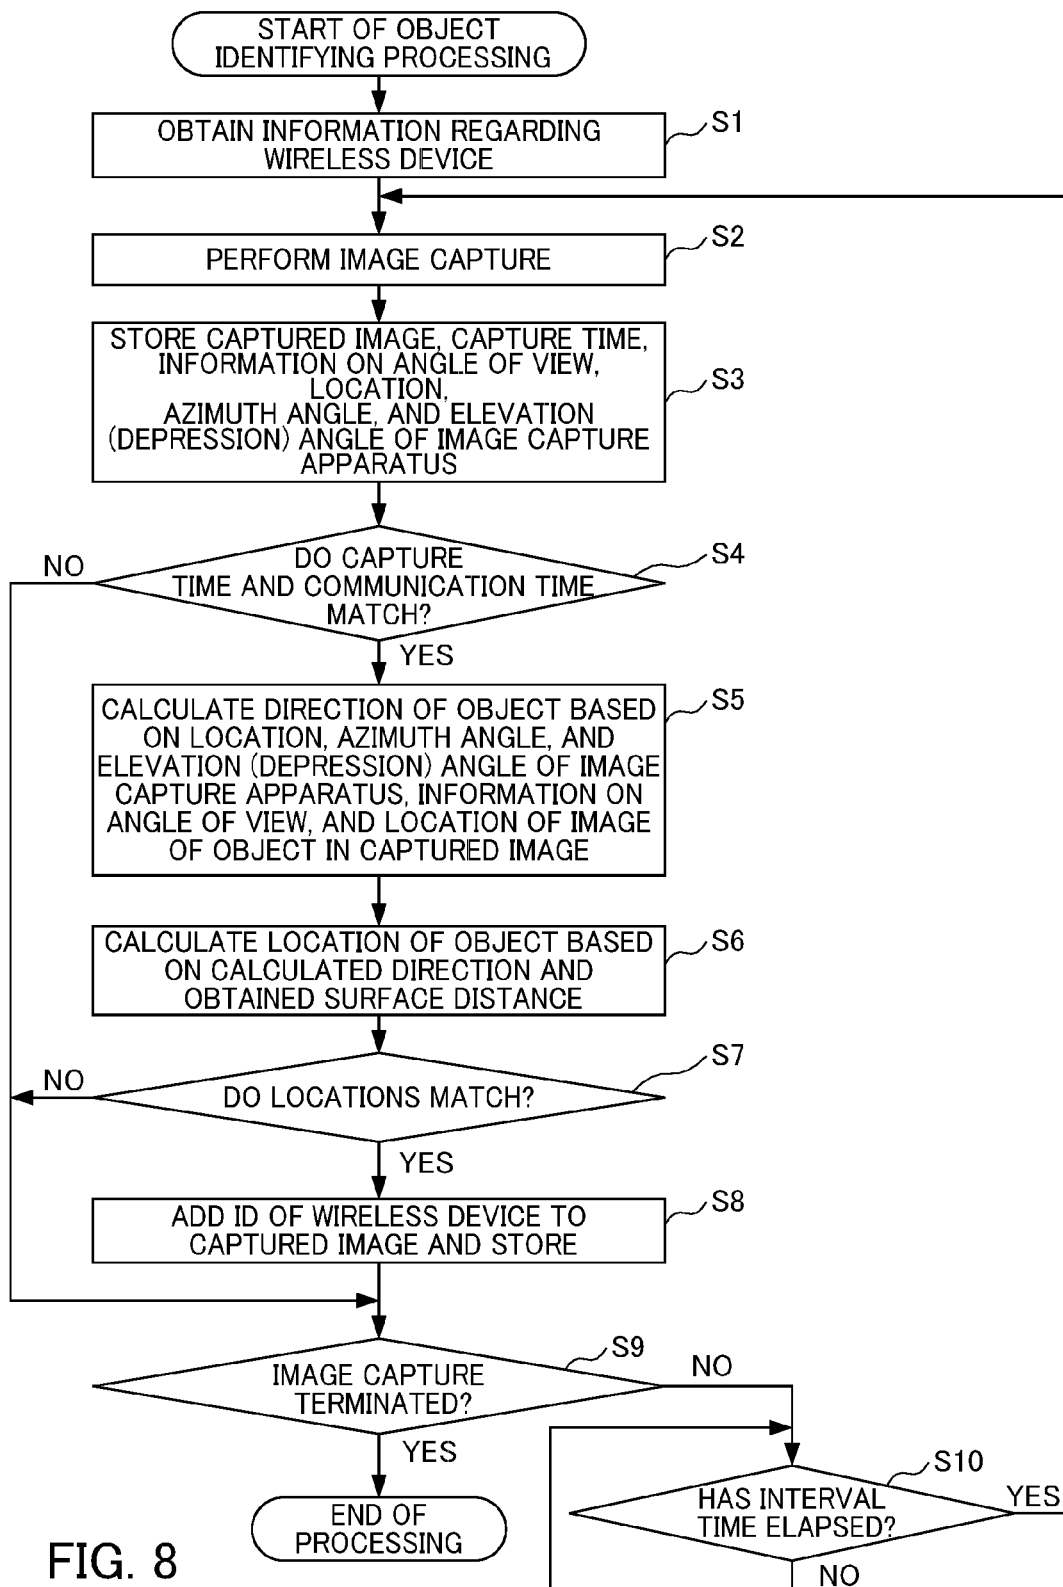 START OF OBJECT
IDENTIFYING PROCESSING
S1
OBTAIN INFORMATION REGARDING
WIRELESS DEVICE
S2
PERFORM IMAGE CAPTURE
STORE CAPTURED IMAGE, CAPTURE TIME,
INFORMATION ON ANGLE OF VIEW,
LOCATION,
AZIMUTH ANGLE, AND ELEVATION
(DEPRESSION) ANGLE OF IMAGE CAPTURE
APPARATUS
S3
S4
NO
DO CAPTURE
TIME AND COMMUNICATION TIME
MATCH?
YES
S5
CALCULATE DIRECTION OF OBJECT BASED
ON LOCATION, AZIMUTH ANGLE, AND
ELEVATION (DEPRESSION) ANGLE OF IMAGE
CAPTURE APPARATUS, INFORMATION ON
ANGLE OF VIEW, AND LOCATION OF IMAGE
OF OBJECT IN CAPTURED IMAGE
S6
CALCULATE LOCATION OF OBJECT BASED
ON CALCULATED DIRECTION AND
OBTAINED SURFACE DISTANCE
S7
NO
DO LOCATIONS MATCH?
YES
S8
ADD ID OF WIRELESS DEVICE TO
CAPTURED IMAGE AND STORE
S9
IMAGE CAPTURE
TERMINATED?
NO
YES
S10
HAS INTERVAL
TIME ELAPSED?
YES
NO
END OF
PROCESSING
FIG. 8